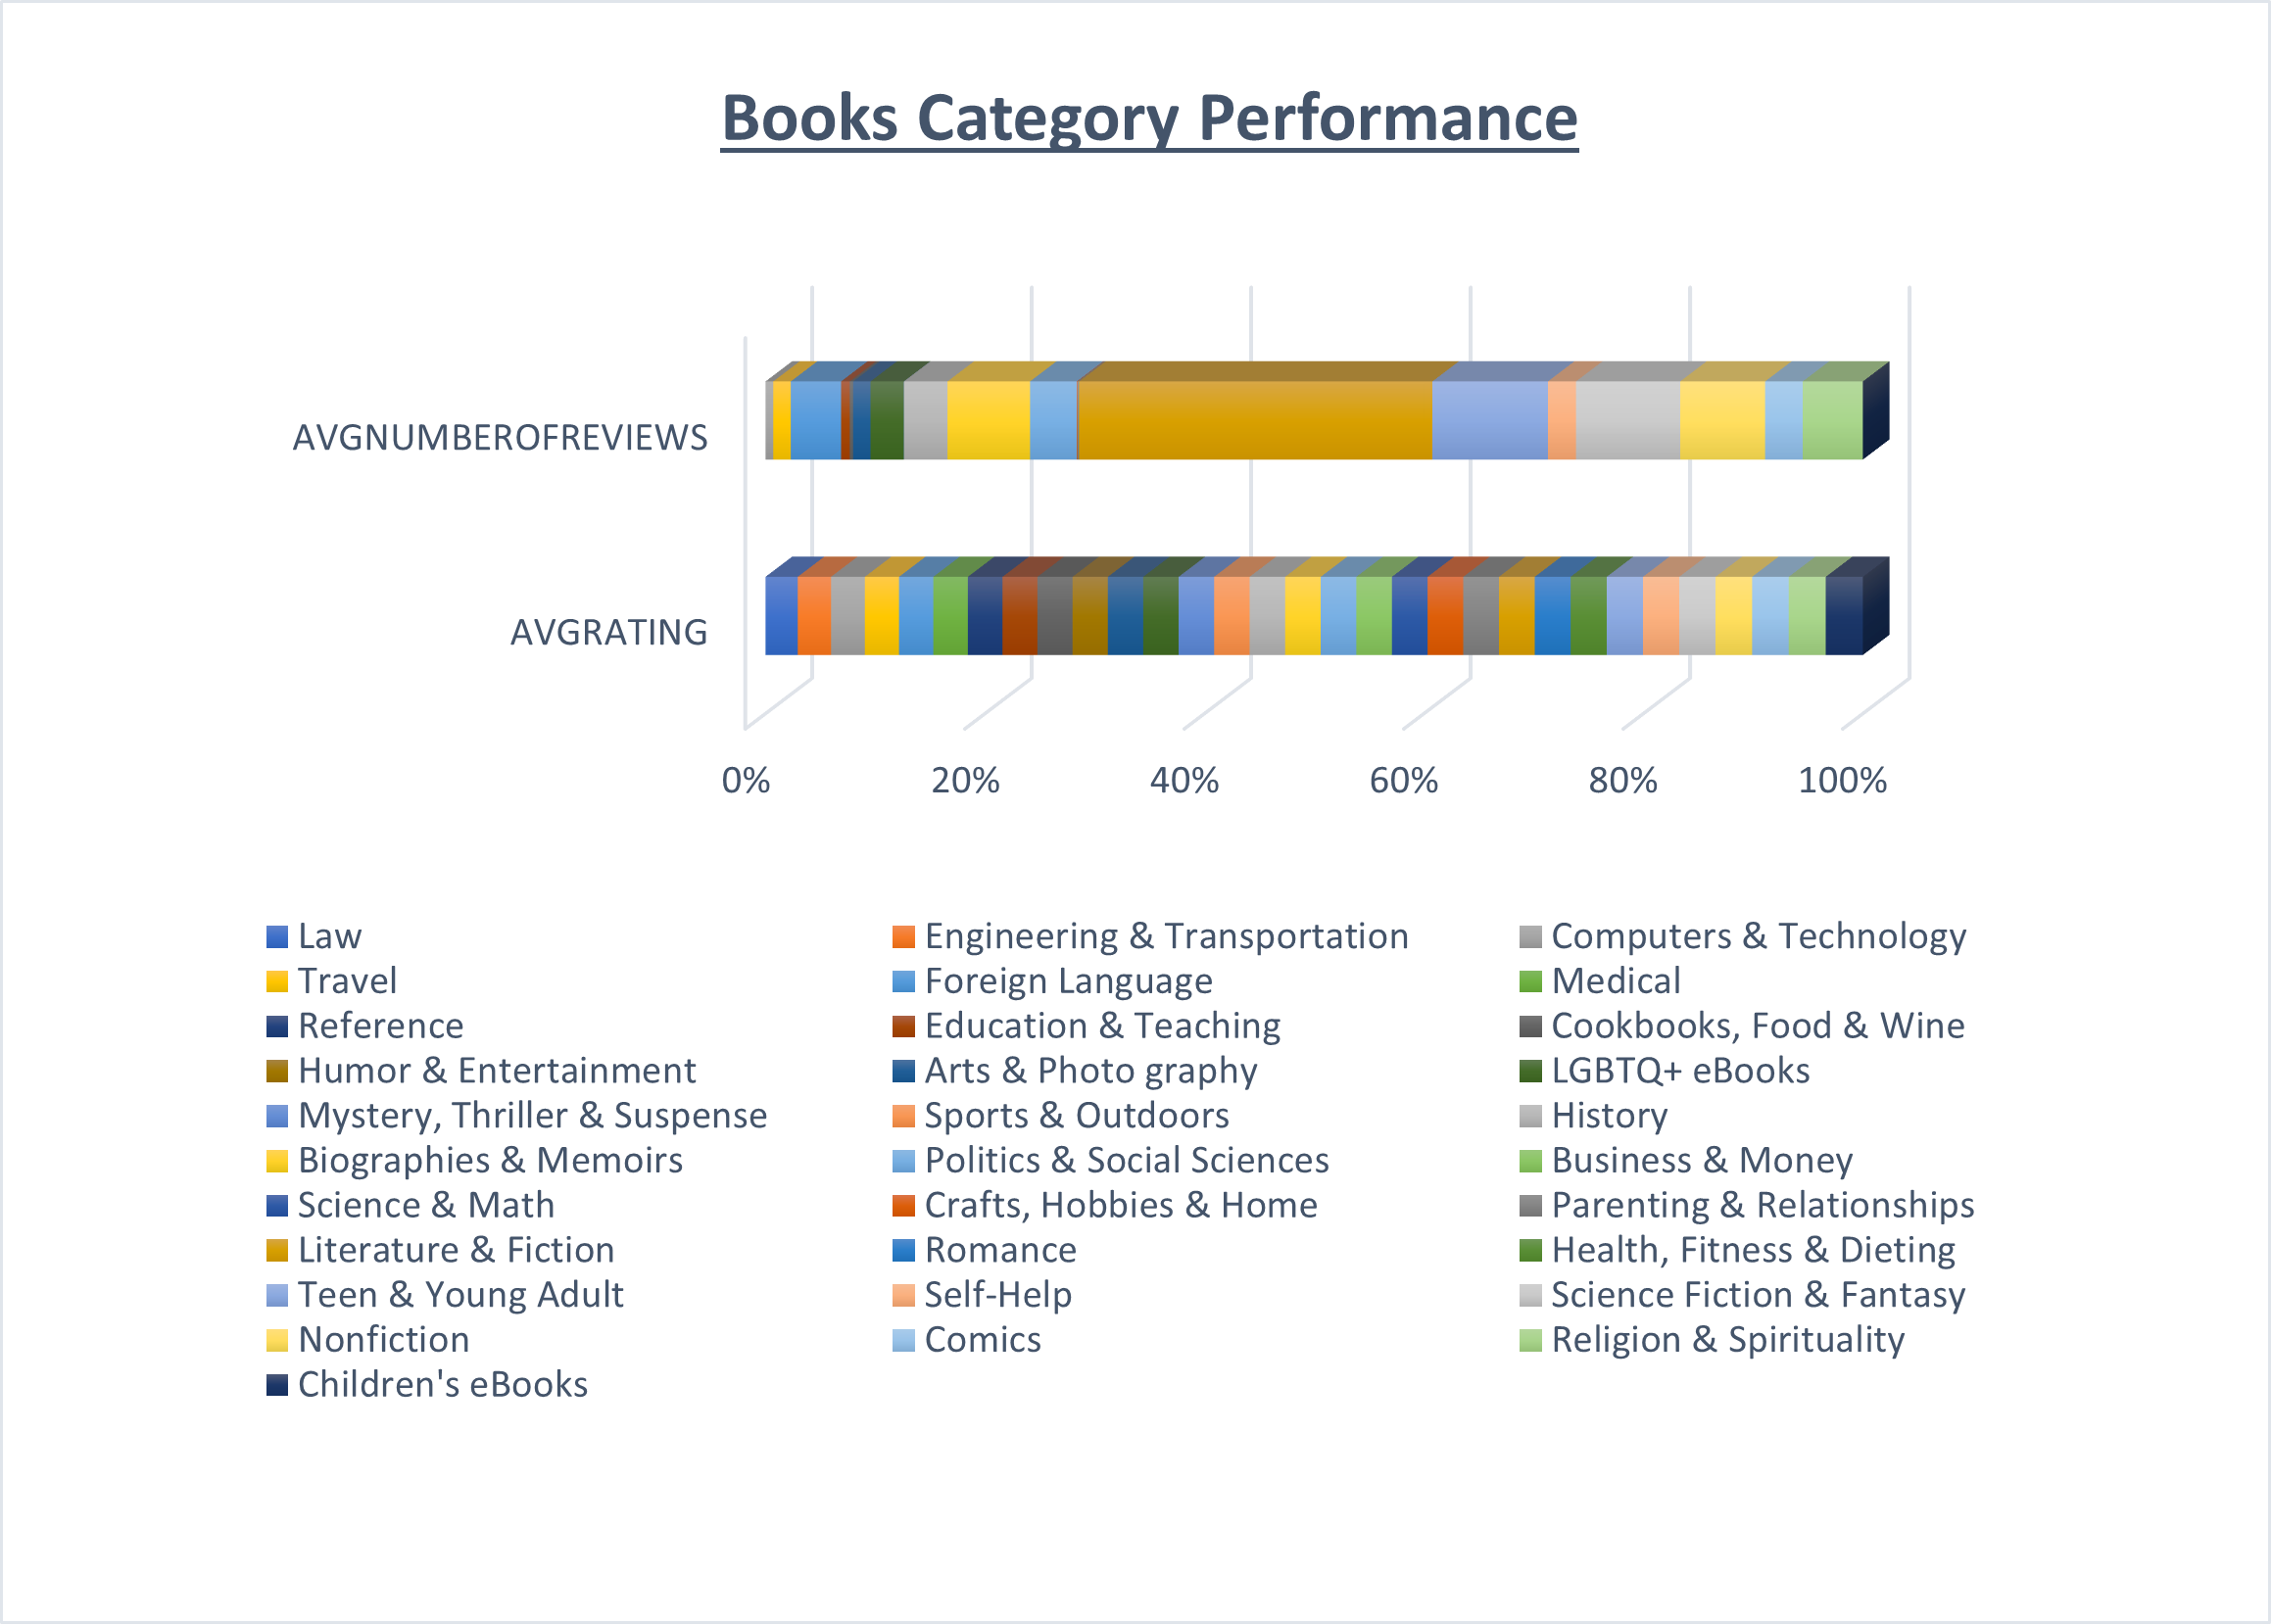 Books Category Performance
AVGNUMBEROFREVIEWS
AVGRATING
0% 20% 40% 60% 80% 100%
Law Engineering & Transportation Computers & Technology
Travel Foreign Language Medical
Reference Education & Teaching Cookbooks, Food & Wine
Humor & Entertainment Arts & Photo graphy LGBTQ+ eBooks
Mystery, Thriller & Suspense Sports & Outdoors History
Biographies & Memoirs Politics & Social Sciences Business & Money
Science & Math Crafts, Hobbies & Home Parenting & Relationships
Literature & Fiction Romance Health, Fitness & Dieting
Teen & Young Adult Self-Help Science Fiction & Fantasy
Nonfiction Comics Religion & Spirituality
Children's eBooks